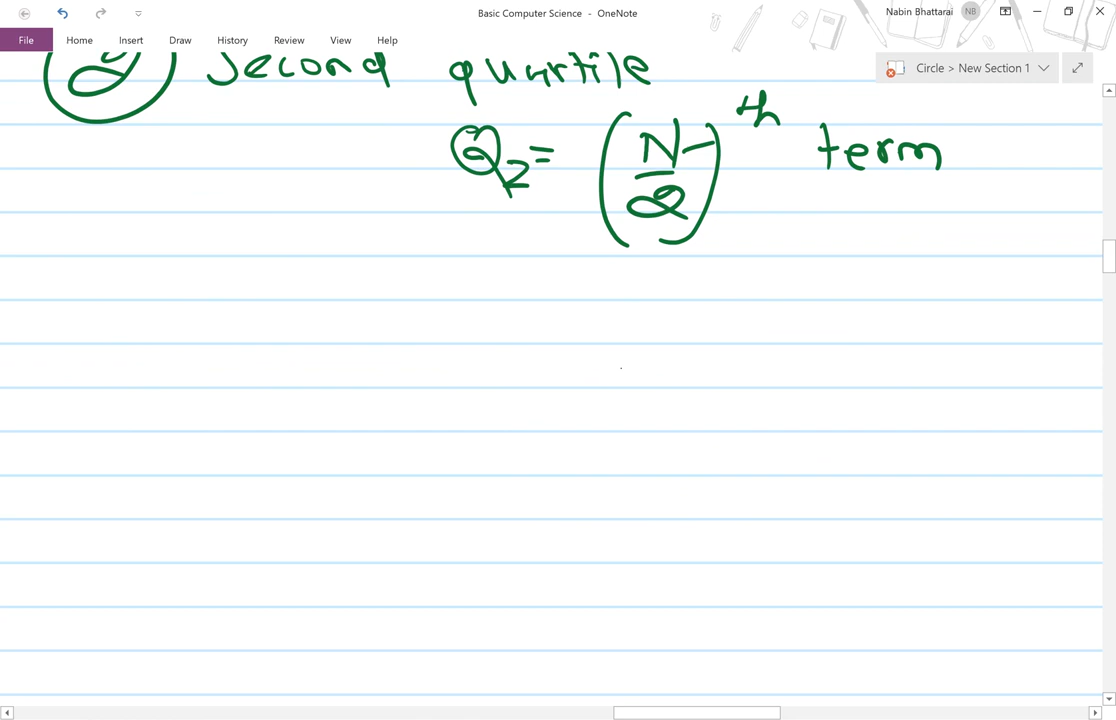 Basic Computer Science - OneNote
Nabin Bhattarai NB
File Home Insert Draw History Review View Help
Circle > New Section 1
2 Second quartile
Q2 = (N/2)th term